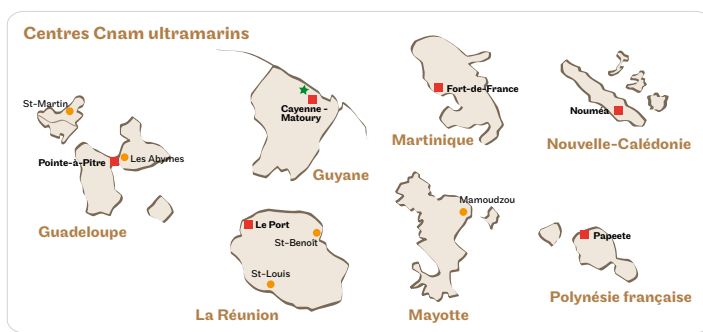 Centres Cnam ultramarins
St-Martin
Pointe-à-Pitre
Les Abymes
Guadeloupe
Cayenne -
Matoury
Guyane
Fort-de-France
Martinique
Nouméa
Nouvelle-Calédonie
Le Port
St-Benoît
St-Louis
La Réunion
Mamoudzou
Mayotte
Papeete
Polynésie française